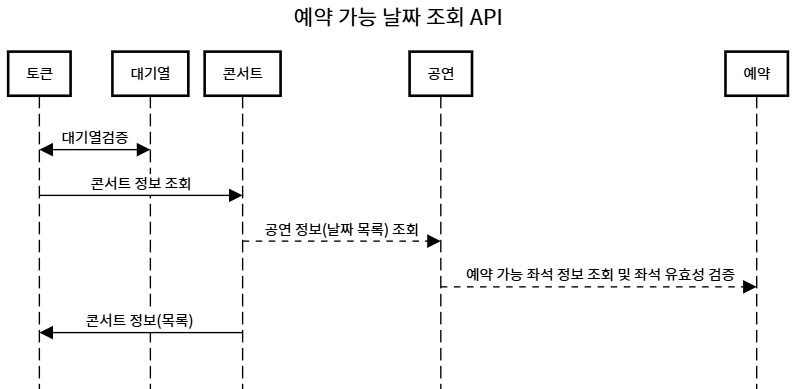 예약 가능 날짜 조회 API
토큰
대기열
콘서트
공연
예약
대기열검증
콘서트 정보 조회
공연 정보(날짜 목록) 조회
예약 가능 좌석 정보 조회 및 좌석 유효성 검증
콘서트 정보(목록)